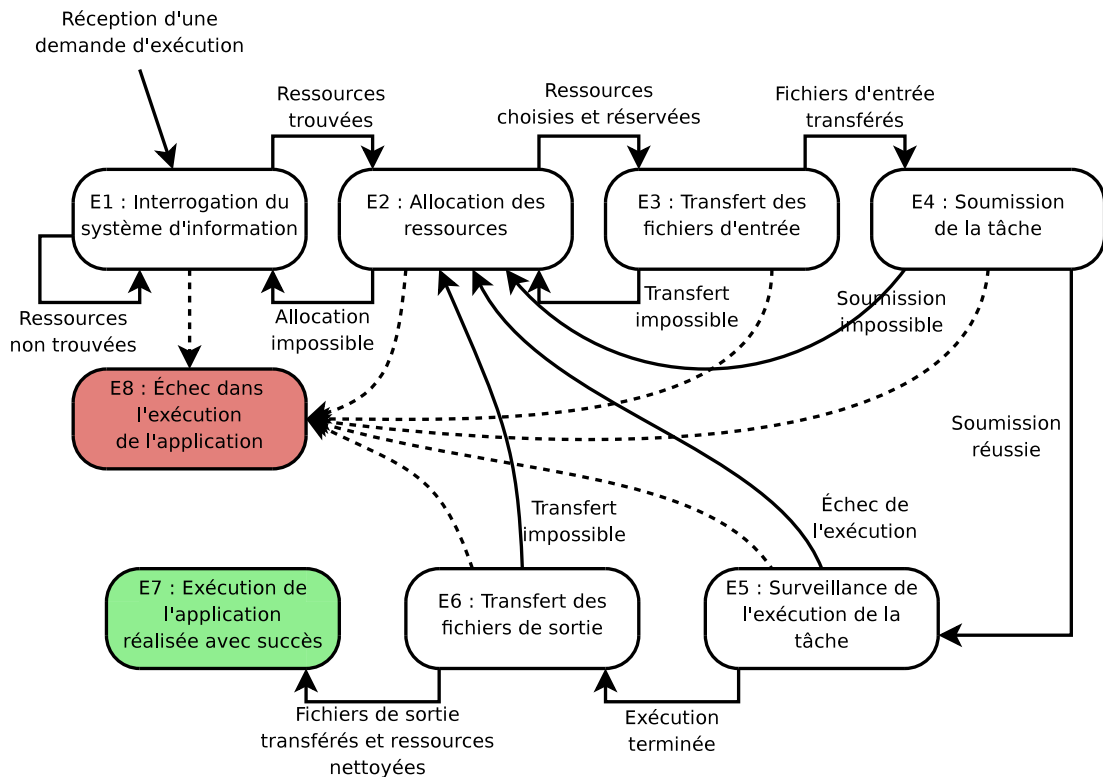 Réception d'une
demande d'exécution
Ressources
trouvées
Ressources
choisies et réservées
Fichiers d'entrée
transférés
E1 : Interrogation du
système d'information
E2 : Allocation des
ressources
E3 : Transfert des
fichiers d'entrée
E4 : Soumission
de la tâche
Ressources
non trouvées
Allocation
impossible
Transfert
impossible
Soumission
impossible
E8 : Échec dans
l'exécution
de l'application
Soumission
réussie
Transfert
impossible
Échec de
l'exécution
E7 : Exécution de
l'application
réalisée avec succès
E6 : Transfert des
fichiers de sortie
E5 : Surveillance de
l'exécution de la
tâche
Fichiers de sortie
transférés et ressources
nettoyées
Exécution
terminée